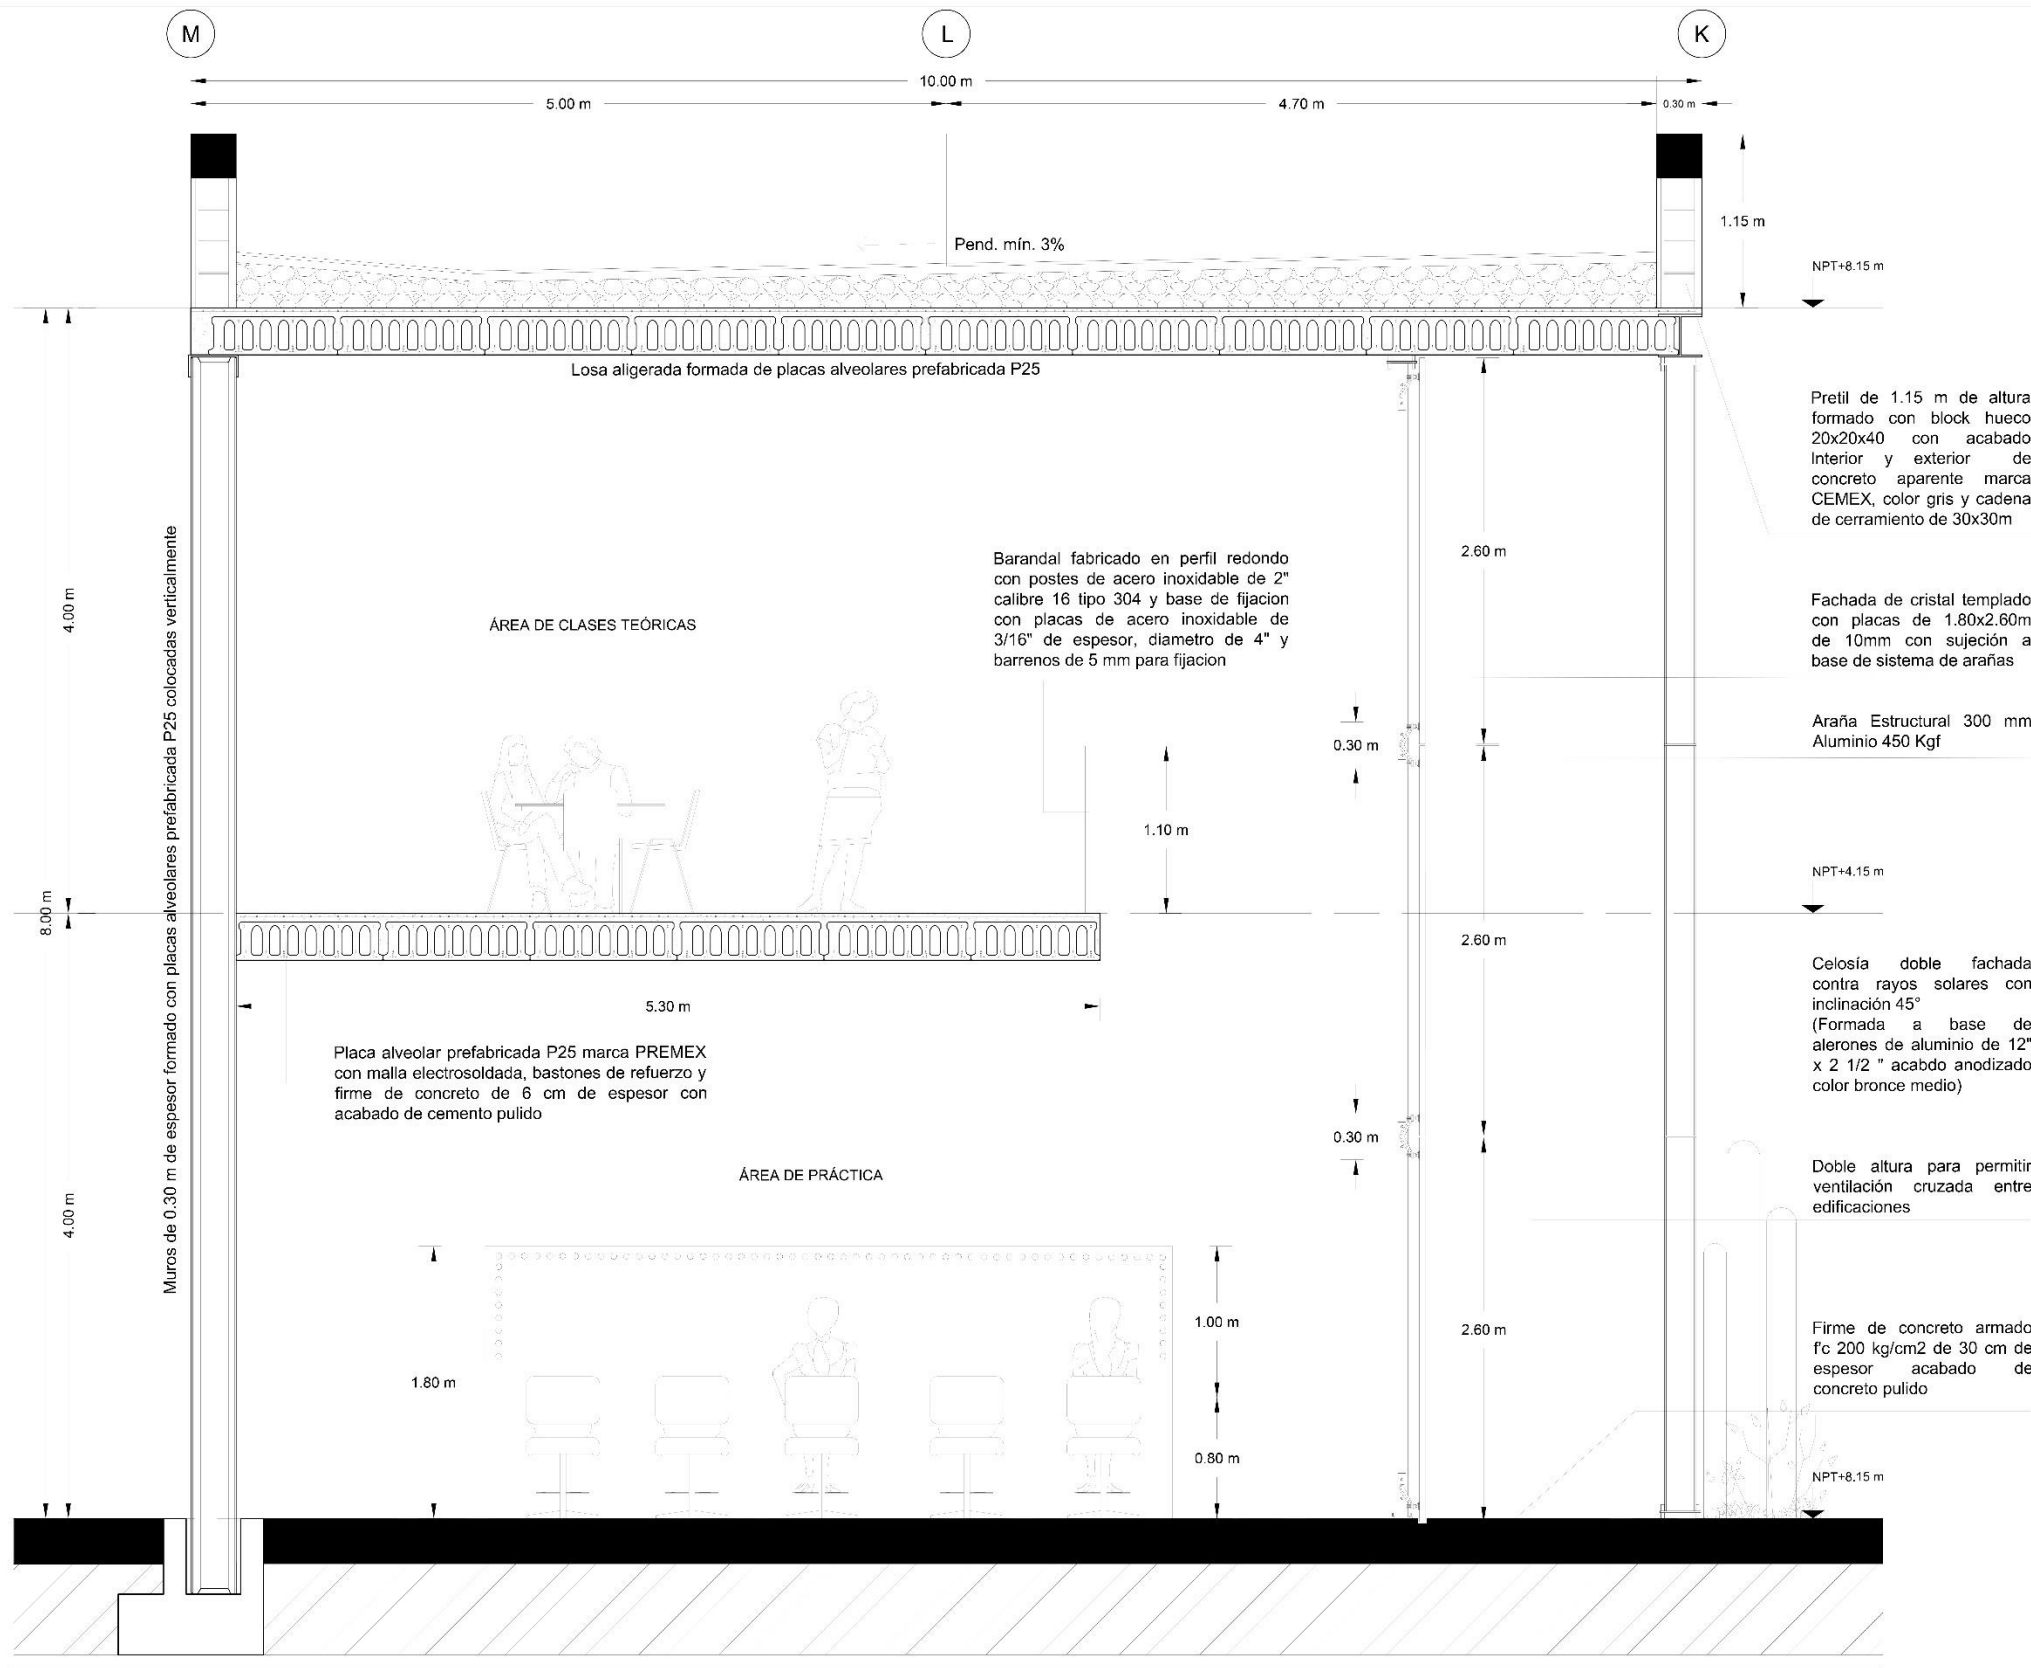 M
L
K
10.00 m
5.00 m
4.70 m
0.30 m
1.15 m
Pend. mín. 3%
NPT+8.15 m
Losa aligerada formada de placas alveolares prefabricada P25
Pretil de 1.15 m de altura
formado con block hueco
20x20x40 con acabado
Interior y exterior de
concreto aparente marca
CEMEX, color gris y cadena
de cerramiento de 30x30m
Muros de 0.30 m de espesor formado con placas alveolares prefabricada P25 colocadas verticalmente
4.00 m
8.00 m
4.00 m
2.60 m
Barandal fabricado en perfil redondo
con postes de acero inoxidable de 2"
calibre 16 tipo 304 y base de fijacion
con placas de acero inoxidable de
3/16" de espesor, diametro de 4" y
barrenos de 5 mm para fijacion
ÁREA DE CLASES TEÓRICAS
Fachada de cristal templado
con placas de 1.80x2.60m
de 10mm con sujeción a
base de sistema de arañas
Araña Estructural 300 mm
Aluminio 450 Kgf
0.30 m
1.10 m
NPT+4.15 m
2.60 m
5.30 m
Celosía doble fachada
contra rayos solares con
inclinación 45°
(Formada a base de
alerones de aluminio de 12"
x 2 1/2 " acabdo anodizado
color bronce medio)
Placa alveolar prefabricada P25 marca PREMEX
con malla electrosoldada, bastones de refuerzo y
firme de concreto de 6 cm de espesor con
acabado de cemento pulido
0.30 m
ÁREA DE PRÁCTICA
Doble altura para permitir
ventilación cruzada entre
edificaciones
1.00 m
2.60 m
1.80 m
0.80 m
Firme de concreto armado
f'c 200 kg/cm2 de 30 cm de
espesor acabado de
concreto pulido
NPT+8.15 m